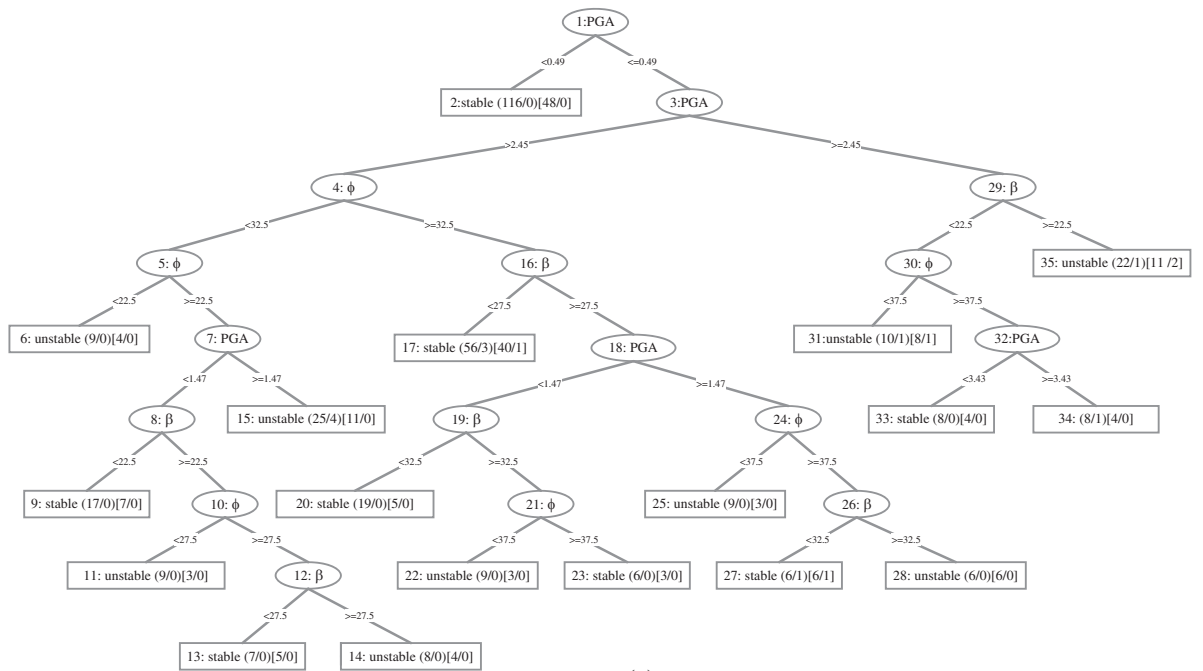 1:PGA
<0.49
<=0.49
2:stable (116/0)[48/0]
3:PGA
>2.45
>=2.45
4: ϕ
29: β
<32.5
>=32.5
<22.5
>=22.5
5: ϕ
16: β
30: ϕ
35: unstable (22/1)[11 /2]
<22.5
>=22.5
<27.5
>=27.5
<37.5
>=37.5
6: unstable (9/0)[4/0]
7: PGA
17: stable (56/3)[40/1]
18: PGA
31:unstable (10/1)[8/1]
32:PGA
<1.47
>=1.47
<1.47
>=1.47
<3.43
>=3.43
8: β
15: unstable (25/4)[11/0]
19: β
24: ϕ
33: stable (8/0)[4/0]
34: (8/1)[4/0]
<22.5
>=22.5
<32.5
>=32.5
<37.5
>=37.5
9: stable (17/0)[7/0]
10: ϕ
20: stable (19/0)[5/0]
21: ϕ
25: unstable (9/0)[3/0]
26: β
<27.5
>=27.5
<37.5
>=37.5
<32.5
>=32.5
11: unstable (9/0)[3/0]
12: β
22: unstable (9/0)[3/0]
23: stable (6/0)[3/0]
27: stable (6/1)[6/1]
28: unstable (6/0)[6/0]
<27.5
>=27.5
13: stable (7/0)[5/0]
14: unstable (8/0)[4/0]